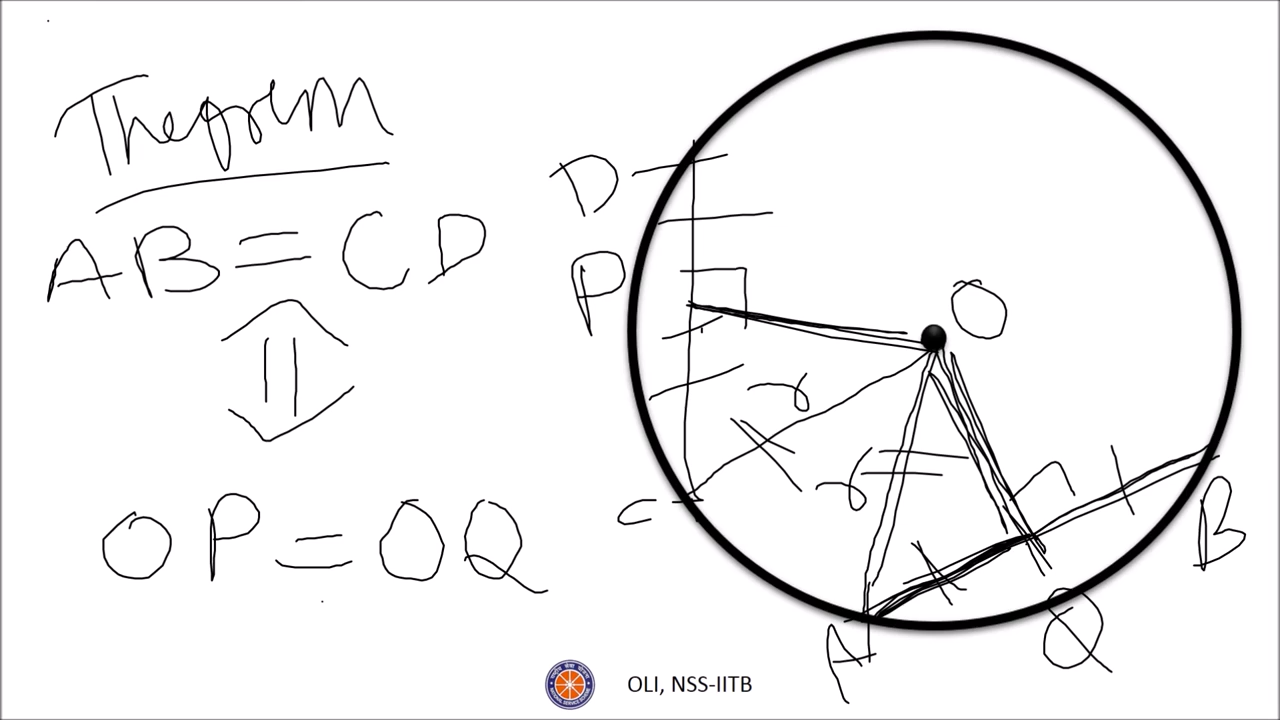 Theorem
AB = CD
⇕
OP = OQ
D
P
O
r
r
C
B
A
Q
OLI, NSS-IITB